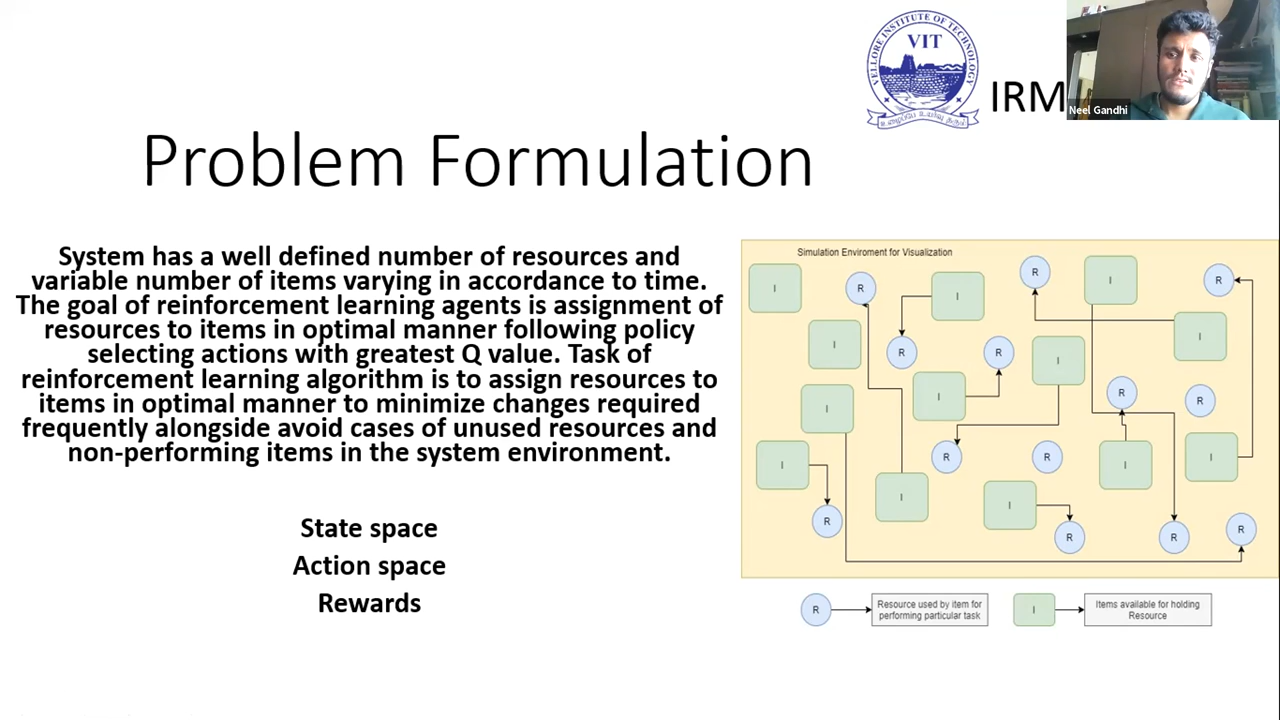 VELLORE INSTITUTE OF TECHNOLOGY
VIT
IRM
Neel Gandhi
Problem Formulation
System has a well defined number of resources and
variable number of items varying in accordance to time.
The goal of reinforcement learning agents is assignment of
resources to items in optimal manner following policy
selecting actions with greatest Q value. Task of
reinforcement learning algorithm is to assign resources to
items in optimal manner to minimize changes required
frequently alongside avoid cases of unused resources and
non-performing items in the system environment.
State space
Action space
Rewards
Simulation Enviroment for Visualization
I
R
I
R
I
R
I
R
R
I
I
I
R
R
I
I
R
I
R
R
I
I
I
I
R
R
R
R
R
Resource used by item for
performing particular task
I
Items available for holding
Resource